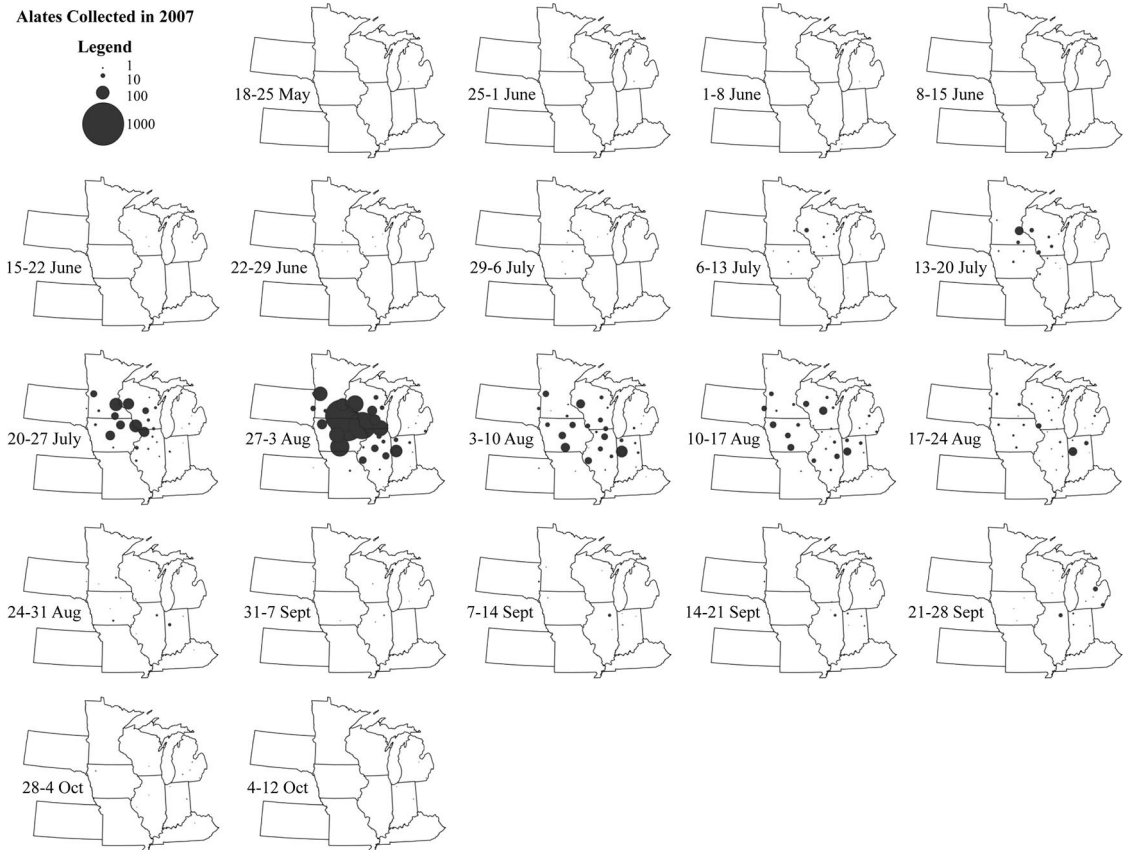 Alates Collected in 2007
Legend
1
10
100
1000
18-25 May
25-1 June
1-8 June
8-15 June
15-22 June
22-29 June
29-6 July
6-13 July
13-20 July
20-27 July
27-3 Aug
3-10 Aug
10-17 Aug
17-24 Aug
24-31 Aug
31-7 Sept
7-14 Sept
14-21 Sept
21-28 Sept
28-4 Oct
4-12 Oct